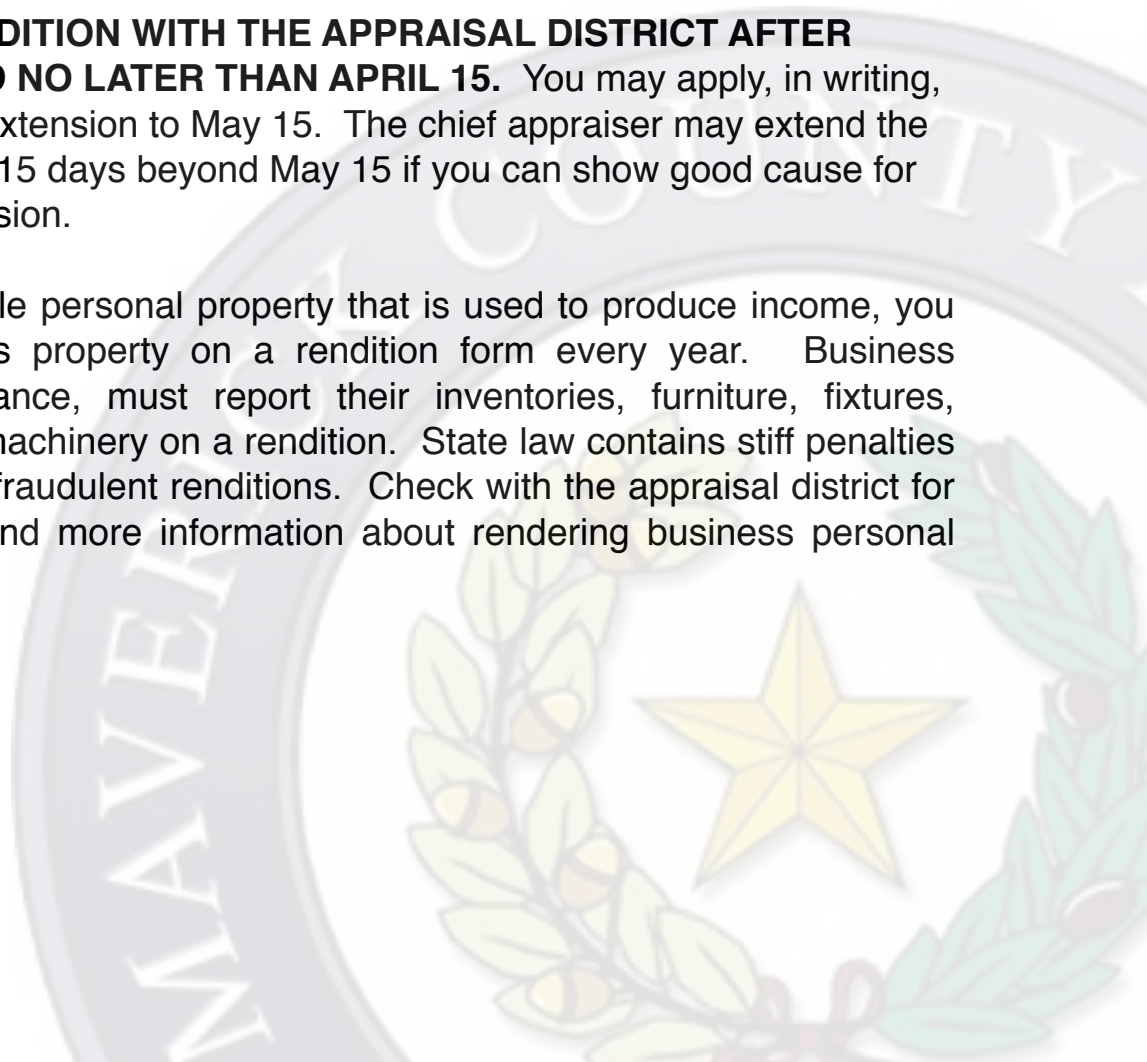 DITION WITH THE APPRAISAL DISTRICT AFTER
NO LATER THAN APRIL 15. You may apply, in writing,
xtension to May 15. The chief appraiser may extend the
15 days beyond May 15 if you can show good cause for
sion.
le personal property that is used to produce income, you
s property on a rendition form every year. Business
ance, must report their inventories, furniture, fixtures,
machinery on a rendition. State law contains stiff penalties
fraudulent renditions. Check with the appraisal district for
nd more information about rendering business personal
MAVERICK COUNTY